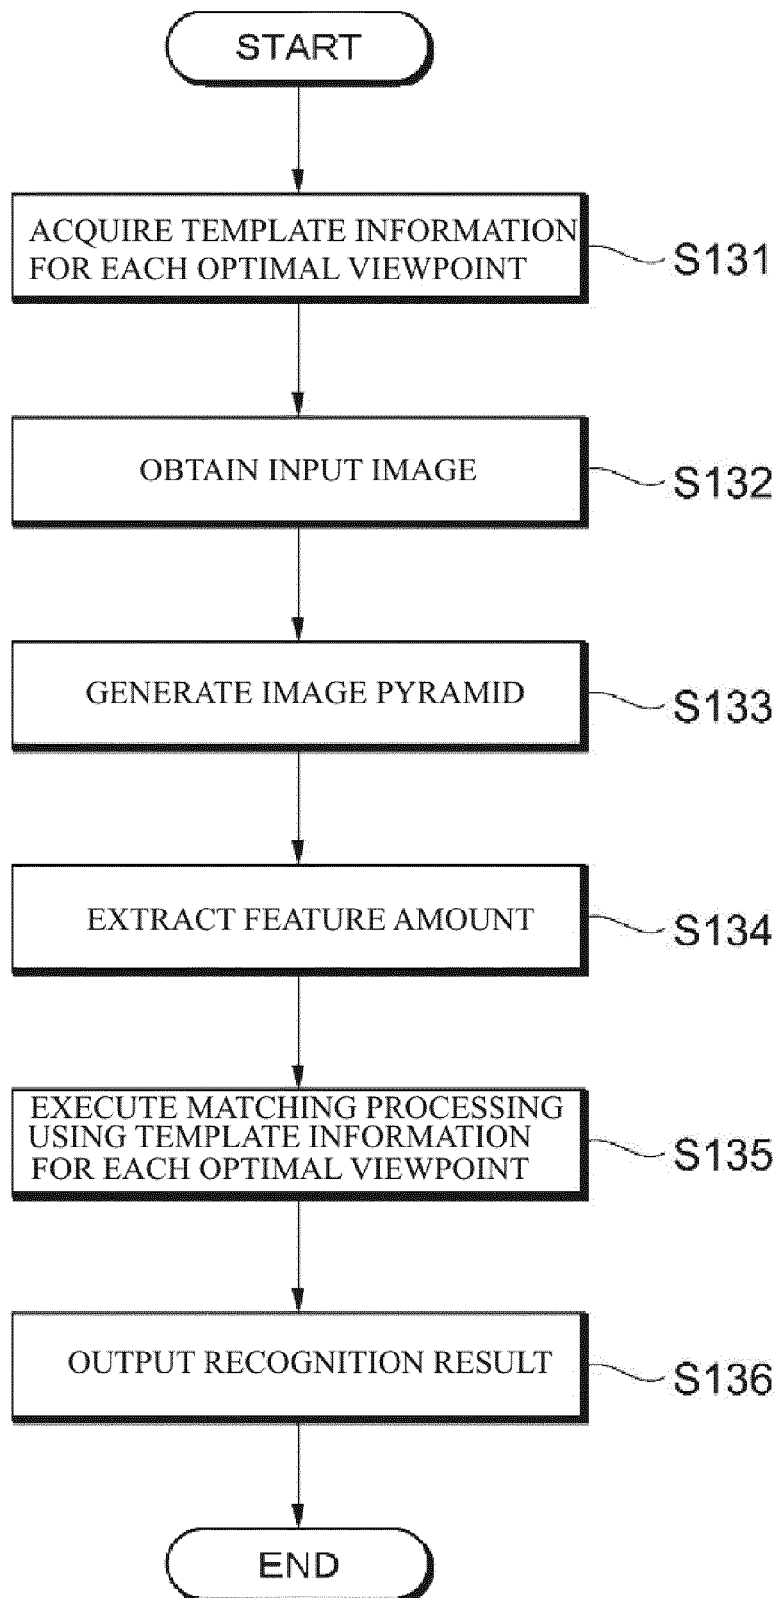 START
ACQUIRE TEMPLATE INFORMATION
FOR EACH OPTIMAL VIEWPOINT
S131
OBTAIN INPUT IMAGE
S132
GENERATE IMAGE PYRAMID
S133
EXTRACT FEATURE AMOUNT
S134
EXECUTE MATCHING PROCESSING
USING TEMPLATE INFORMATION
FOR EACH OPTIMAL VIEWPOINT
S135
OUTPUT RECOGNITION RESULT
S136
END